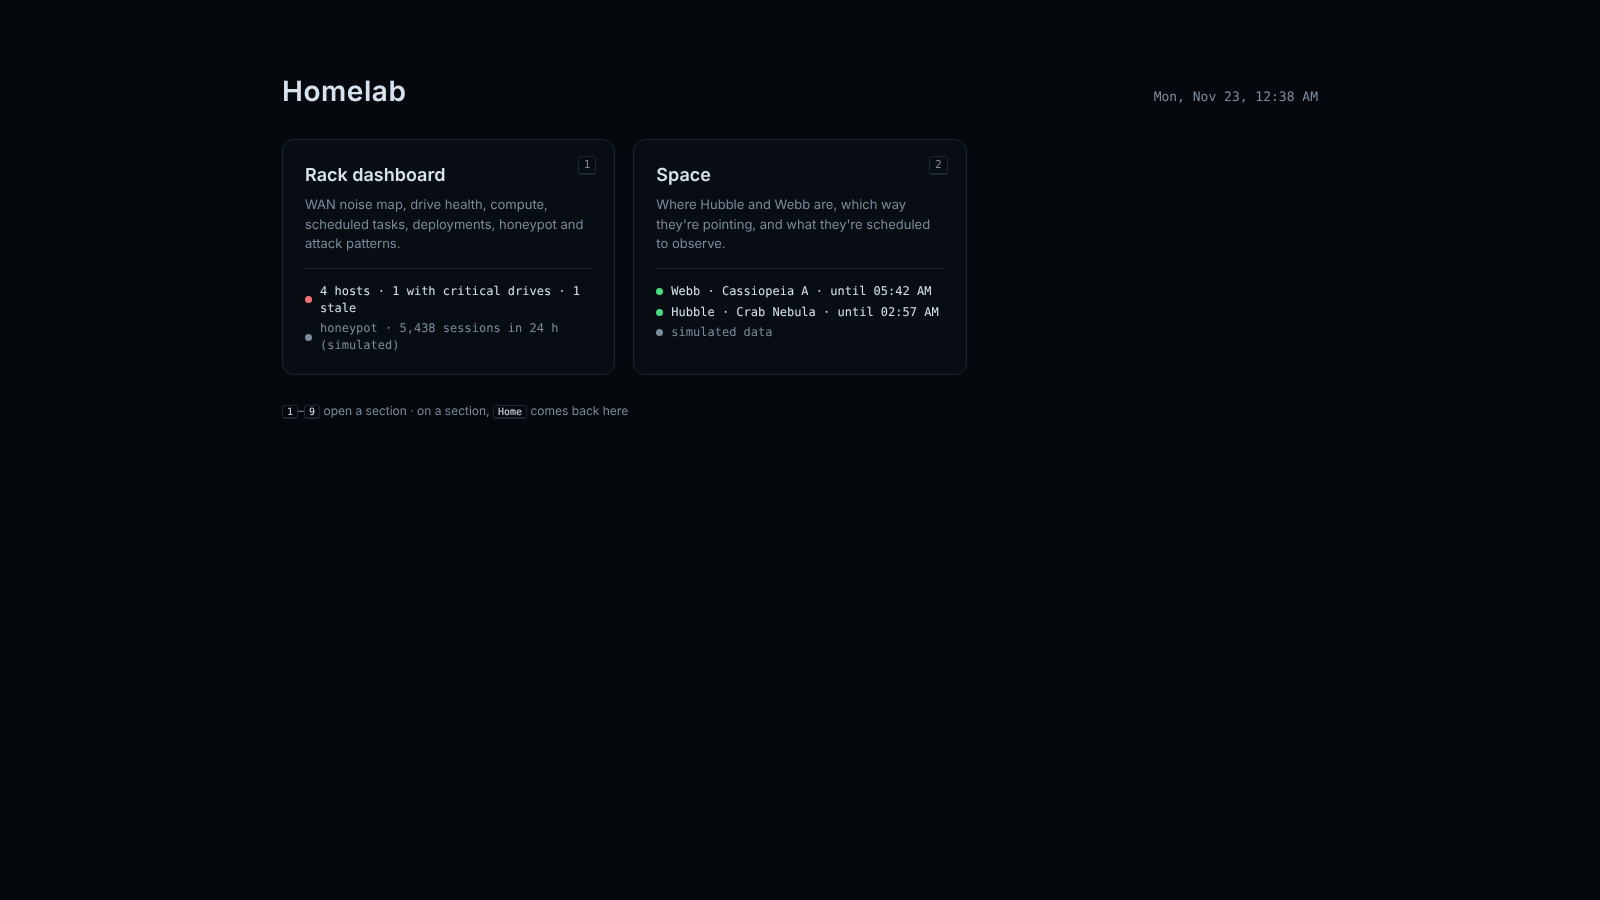 Homelab
Mon, Nov 23, 12:38 AM
1
Rack dashboard
WAN noise map, drive health, compute,
scheduled tasks, deployments, honeypot and
attack patterns.
4 hosts · 1 with critical drives · 1
stale
honeypot · 5,438 sessions in 24 h
(simulated)
2
Space
Where Hubble and Webb are, which way
they're pointing, and what they're scheduled
to observe.
Webb · Cassiopeia A · until 05:42 AM
Hubble · Crab Nebula · until 02:57 AM
simulated data
1–9 open a section · on a section, Home comes back here